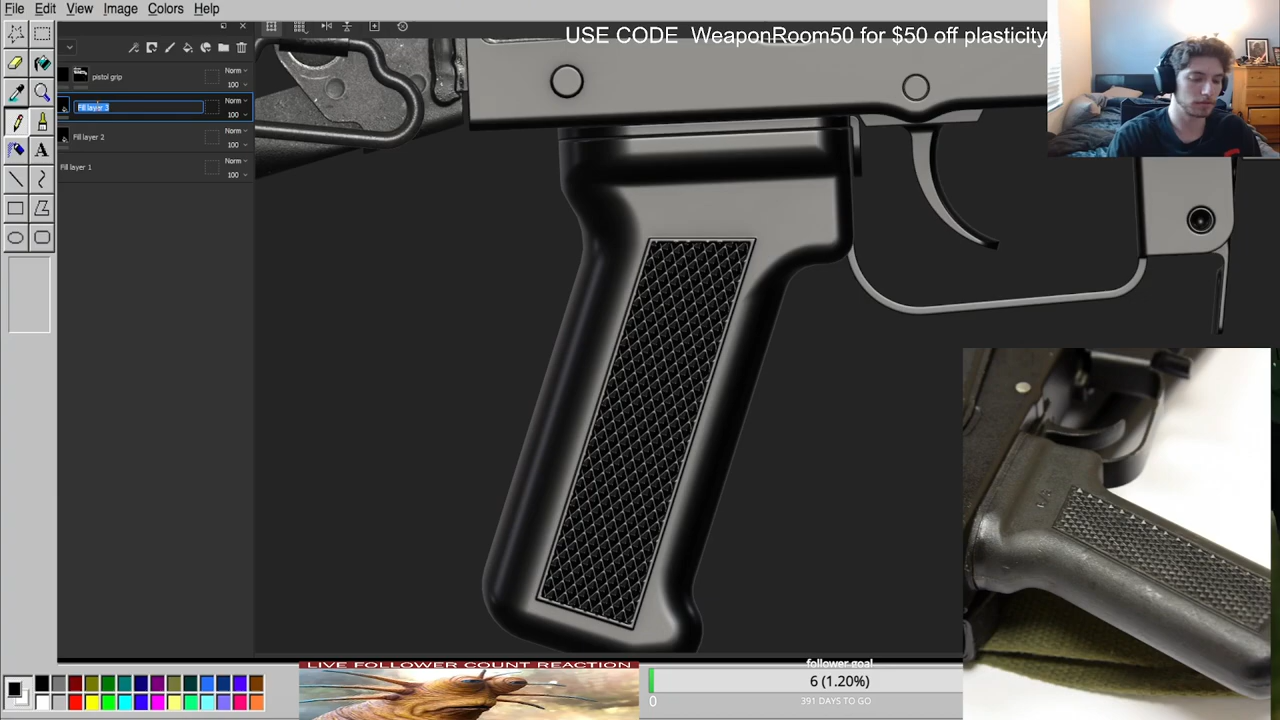 File Edit View Image Colors Help
USE CODE WeaponRoom50 for $50 off plasticity
pistol grip
Norm
100
Fill layer 3
Norm
100
Fill layer 2
Norm
100
Fill layer 1
Norm
100
A
LIVE FOLLOWER COUNT REACTION
follower goal
6 (1.20%)
0
391 DAYS TO GO